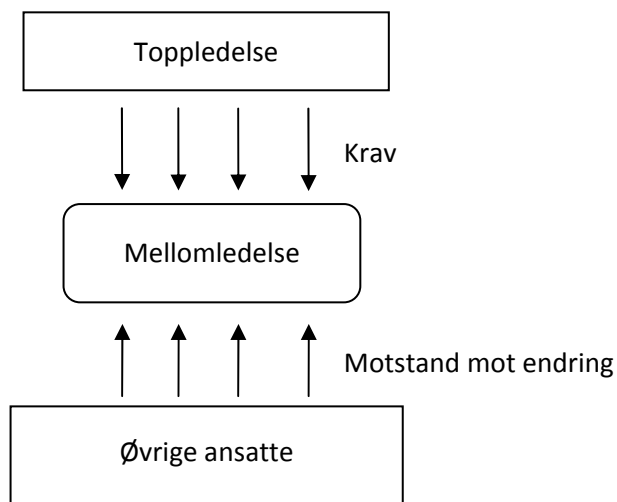 Toppledelse
Krav
Mellomledelse
Motstand mot endring
Øvrige ansatte